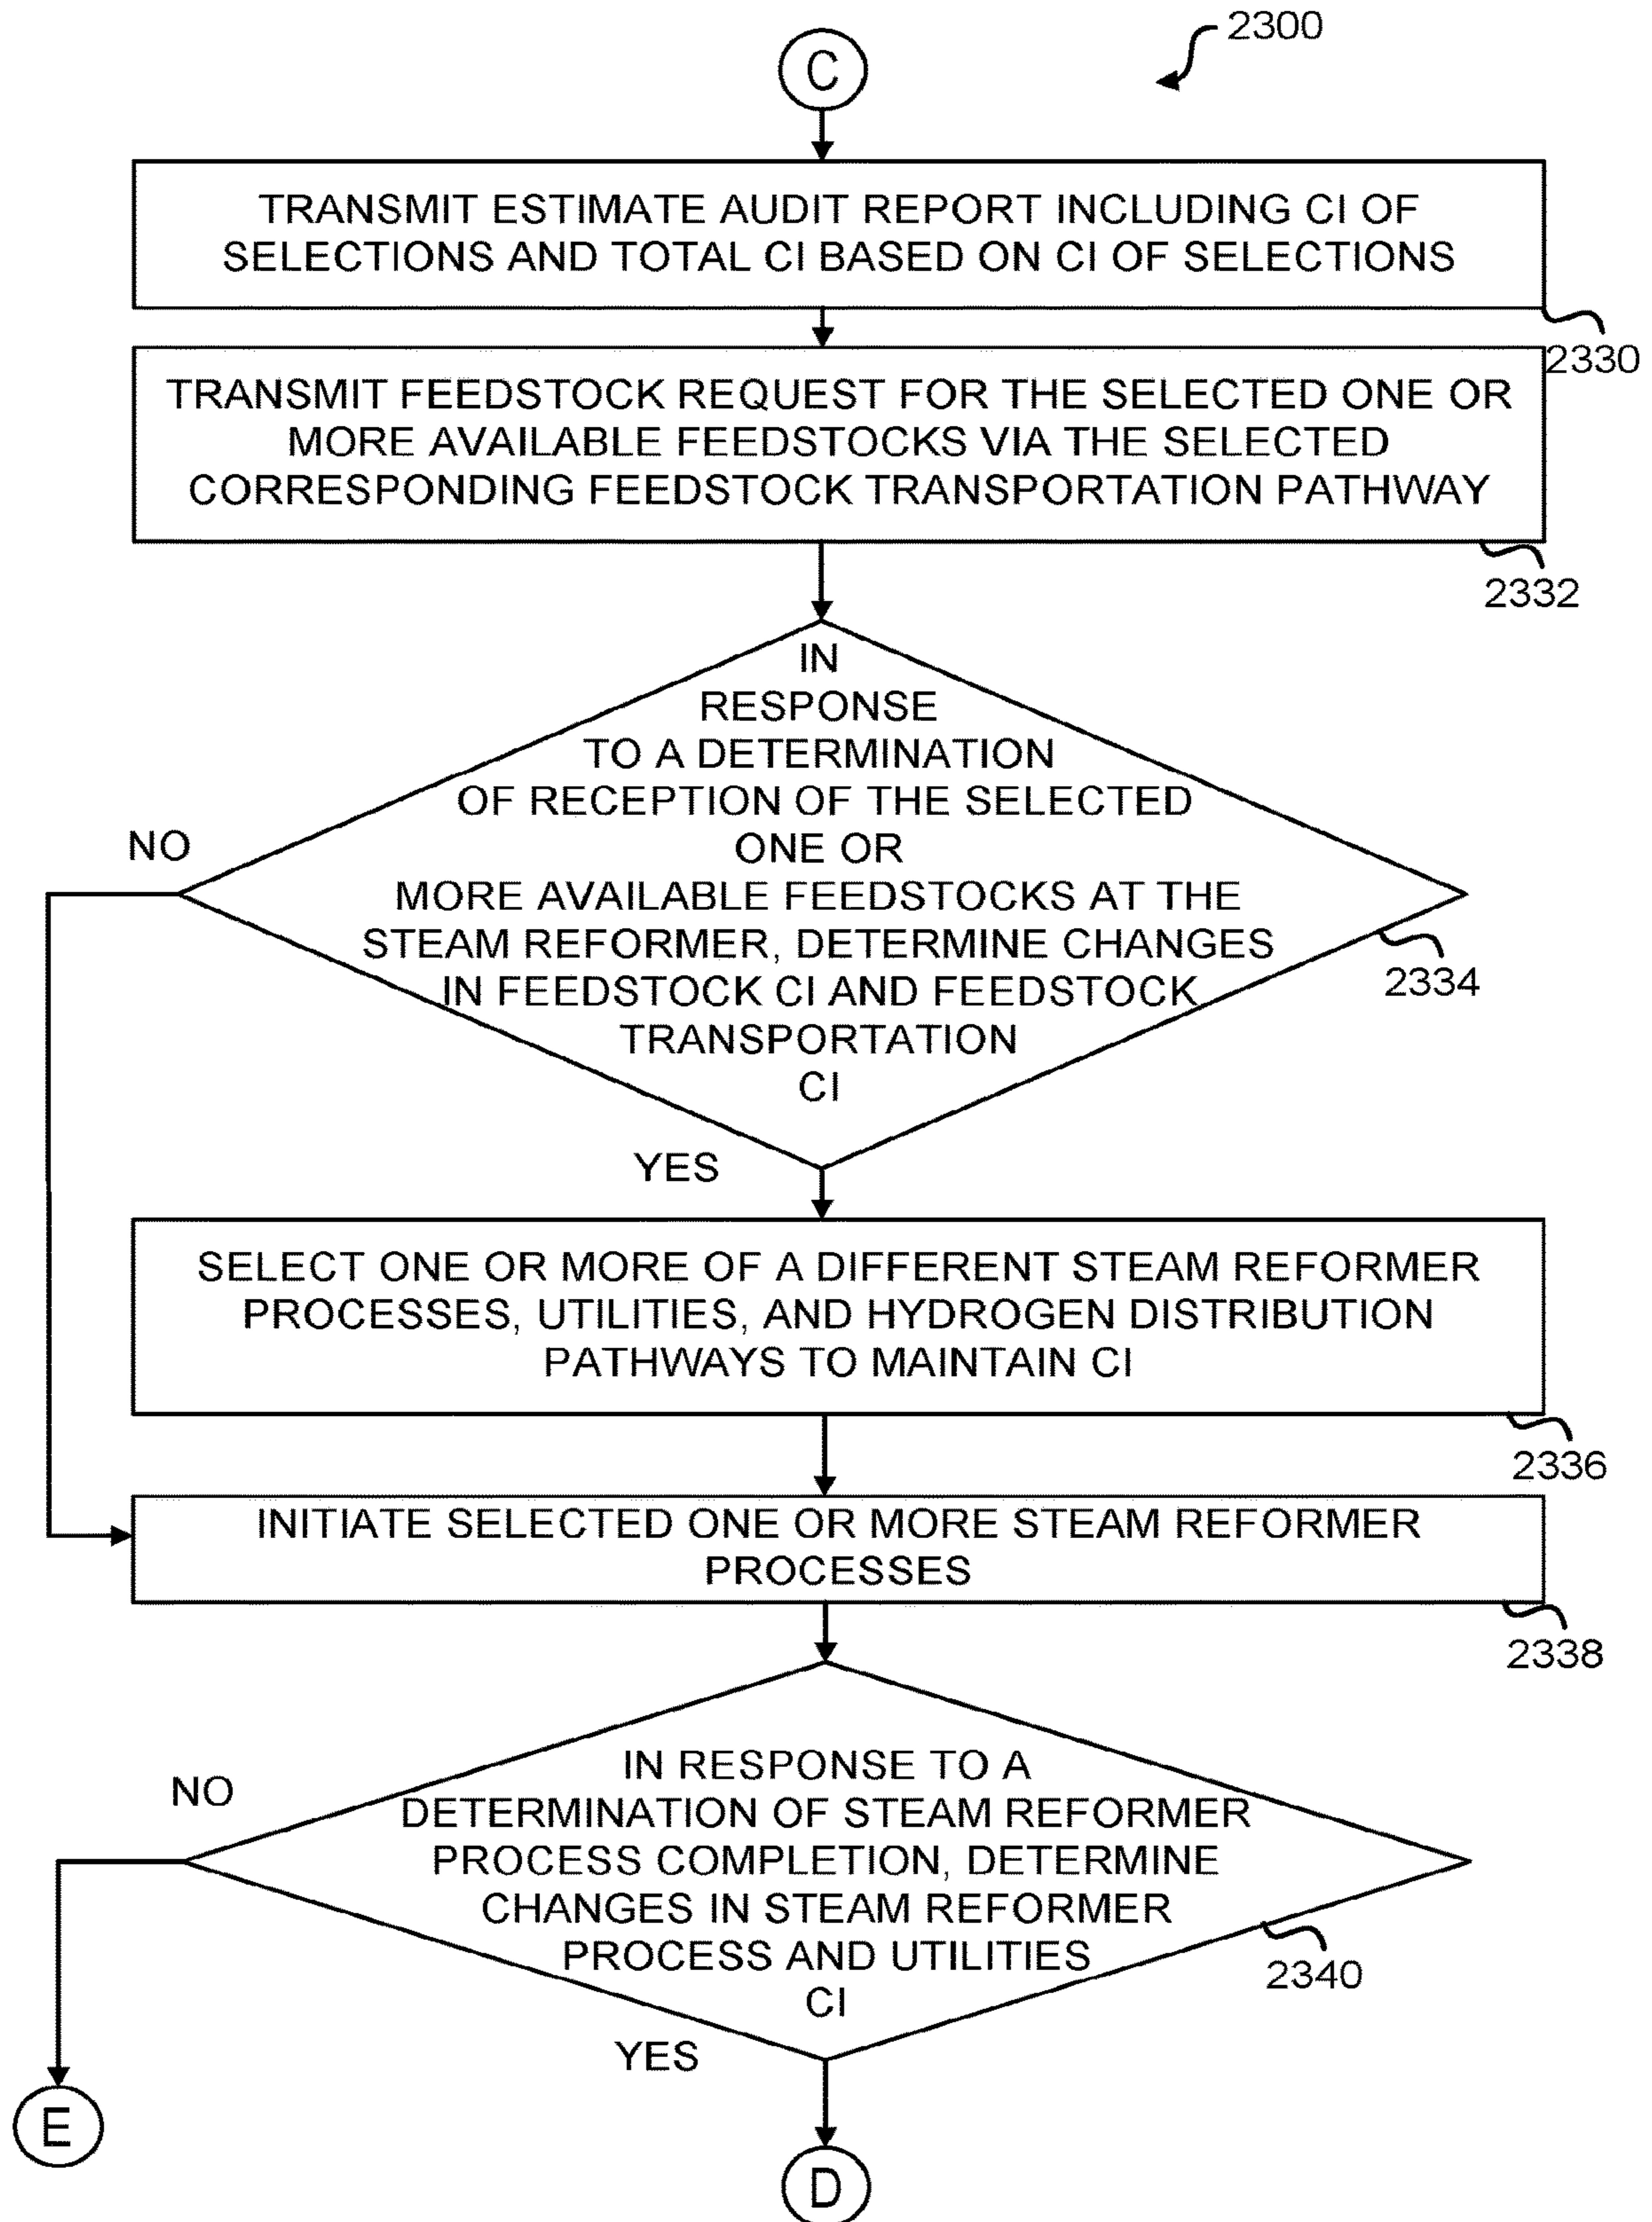 2300
C
TRANSMIT ESTIMATE AUDIT REPORT INCLUDING CI OF
SELECTIONS AND TOTAL CI BASED ON CI OF SELECTIONS
2330
TRANSMIT FEEDSTOCK REQUEST FOR THE SELECTED ONE OR
MORE AVAILABLE FEEDSTOCKS VIA THE SELECTED
CORRESPONDING FEEDSTOCK TRANSPORTATION PATHWAY
2332
IN
RESPONSE
TO A DETERMINATION
OF RECEPTION OF THE SELECTED
ONE OR
MORE AVAILABLE FEEDSTOCKS AT THE
STEAM REFORMER, DETERMINE CHANGES
IN FEEDSTOCK CI AND FEEDSTOCK
TRANSPORTATION
CI
2334
NO
YES
SELECT ONE OR MORE OF A DIFFERENT STEAM REFORMER
PROCESSES, UTILITIES, AND HYDROGEN DISTRIBUTION
PATHWAYS TO MAINTAIN CI
2336
INITIATE SELECTED ONE OR MORE STEAM REFORMER
PROCESSES
2338
IN RESPONSE TO A
DETERMINATION OF STEAM REFORMER
PROCESS COMPLETION, DETERMINE
CHANGES IN STEAM REFORMER
PROCESS AND UTILITIES
CI
2340
NO
YES
E
D